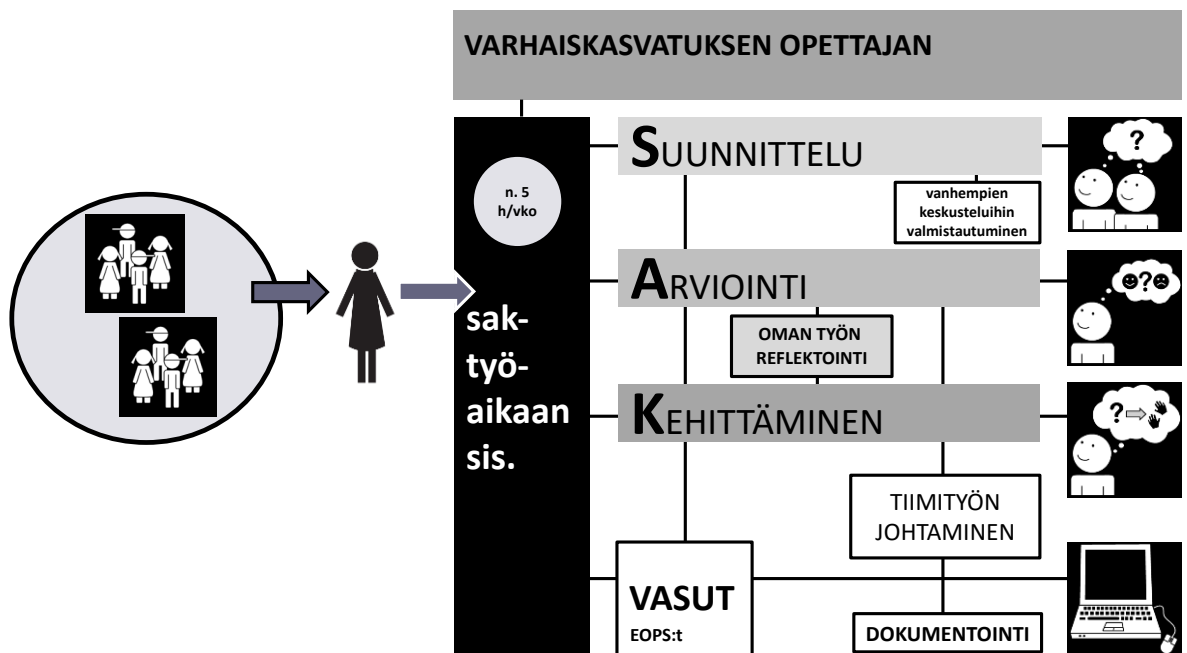 VARHAISKASVATUKSEN OPETTAJAN
n. 5
h/vko
sak-
työ-
aikaan
sis.
SUUNNITTELU
?
vanhempien
keskusteluihin
valmistautuminen
ARVIOINTI
?
OMAN TYÖN
REFLEKTOINTI
KEHITTÄMINEN
?
TIIMITYÖN
JOHTAMINEN
VASUT
EOPS:t
DOKUMENTOINTI